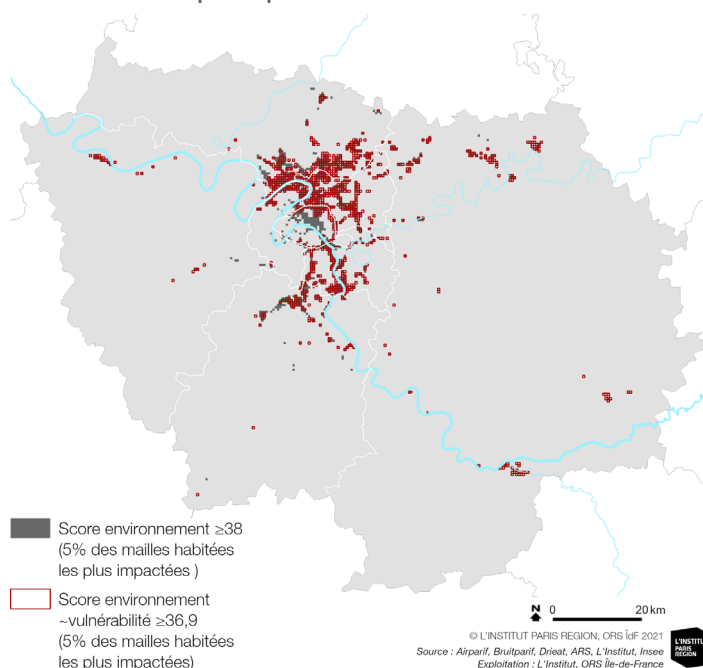 Score environnement ≥38
(5% des mailles habitées
les plus impactées )
Score environnement
~vulnérabilité ≥36,9
(5% des mailles habitées
les plus impactées)
N 0 20 km
© L'INSTITUT PARIS REGION, ORS ÎdF 2021
Source : Airparif, Bruitparif, Drieat, ARS, L'Institut, Insee
Exploitation : L'Institut, ORS Île-de-France
L'INSTITUT
PARIS
REGION